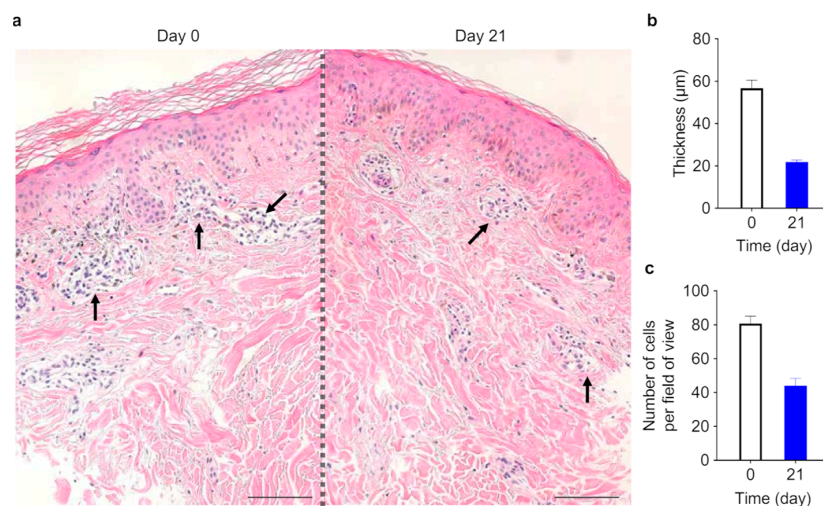 a
Day 0
Day 21
b
Thickness (μm)
80
60
40
20
0
0 21
Time (day)
c
Number of cells
per field of view
100
80
60
40
20
0
0 21
Time (day)